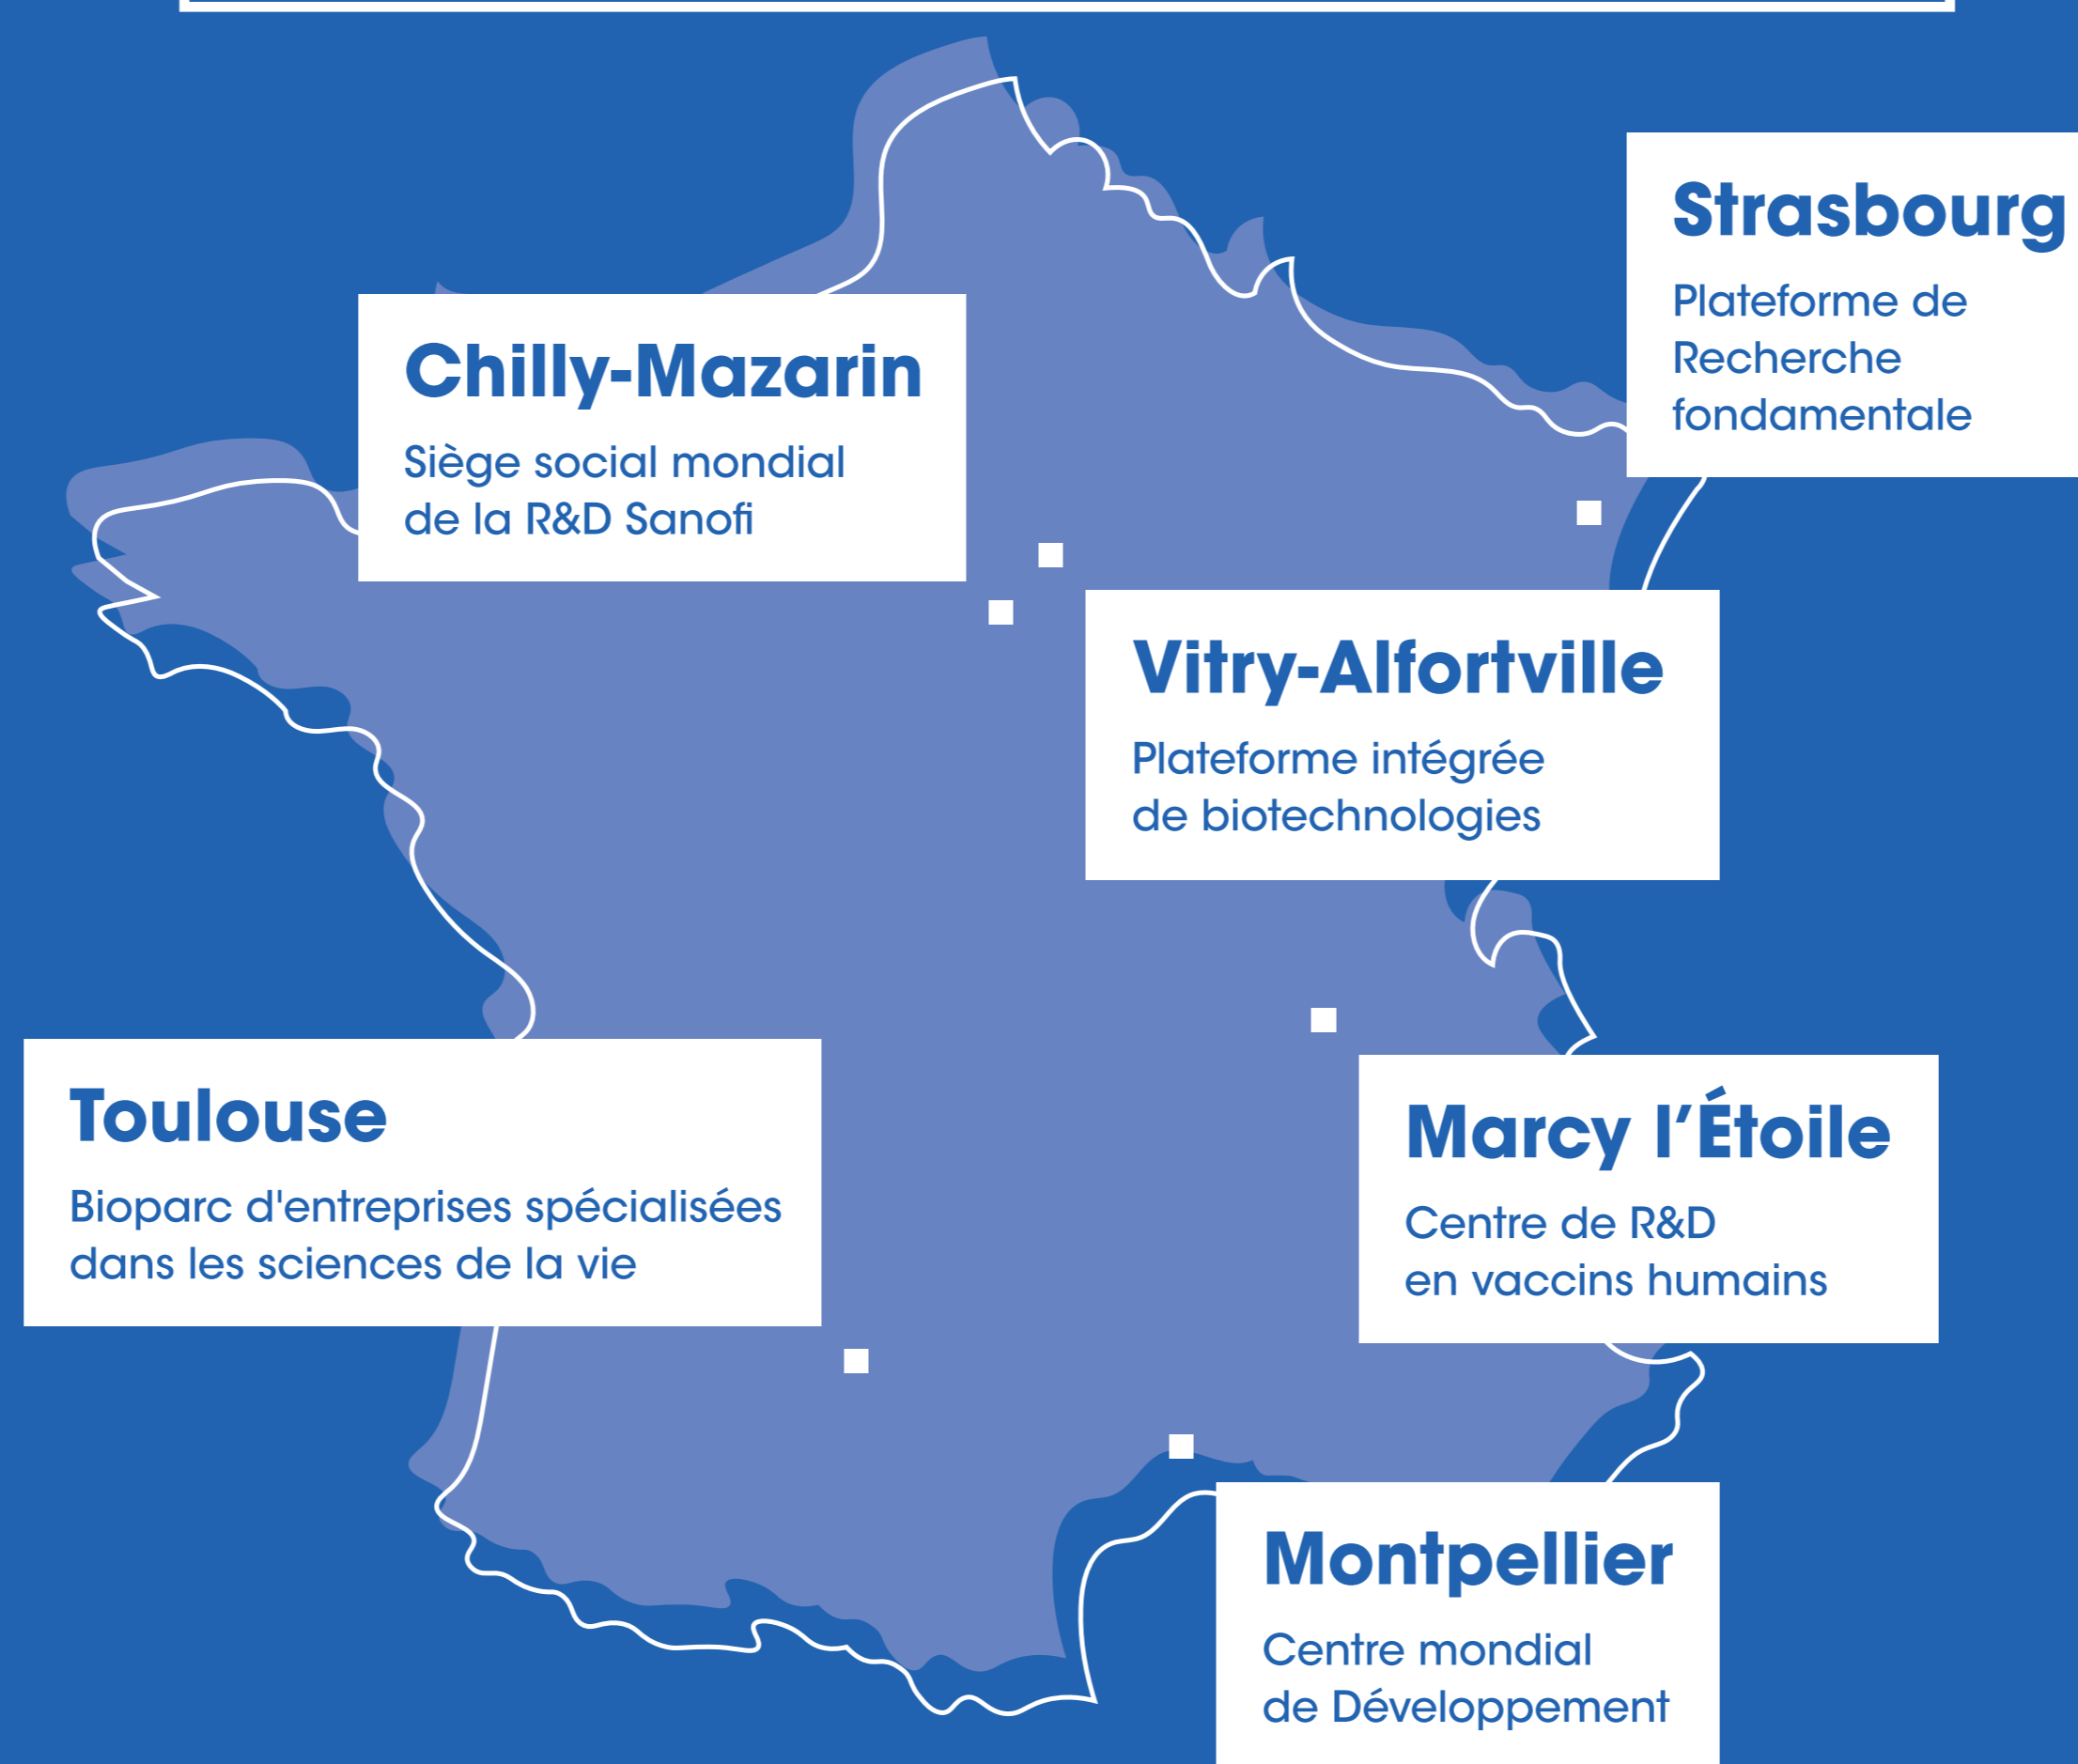 Strasbourg
Plateforme de
Recherche
fondamentale
Chilly-Mazarin
Siège social mondial
de la R&D Sanofi
Vitry-Alfortville
Plateforme intégrée
de biotechnologies
Toulouse
Bioparc d'entreprises spécialisées
dans les sciences de la vie
Marcy l’Étoile
Centre de R&D
en vaccins humains
Montpellier
Centre mondial
de Développement